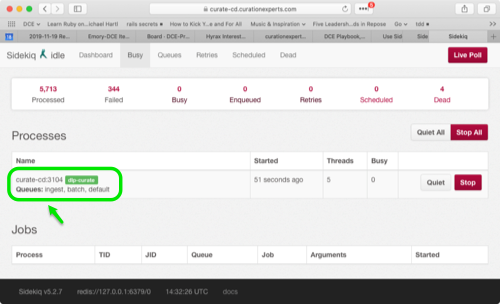 curate-cd.curationexperts.com
DCE Learn Ruby on...ichael Hartl rails secrets How to Kick Y...e and For All Music & Inspiration Five Leadersh...ds in Repose Go tdd
2019-11-19 Re... Emory-DCE Ite... Board · DCE-Pr... Hyrax Interest... curationexpert... DCE Playbook,... Use Sid Side Sidekiq
Sidekiq idle Dashboard Busy Queues Retries Scheduled Dead Live Poll
5,713 344 0 0 0 0 4
Processed Failed Busy Enqueued Retries Scheduled Dead
Processes Quiet All Stop All
Name Started Threads Busy
curate-cd:3104 dlp-curate 51 seconds ago 5 0 Quiet Stop
Queues: ingest, batch, default
Jobs
Process TID JID Queue Job Arguments Started
Sidekiq v5.2.7 redis://127.0.0.1:6379/0 14:32:26 UTC docs